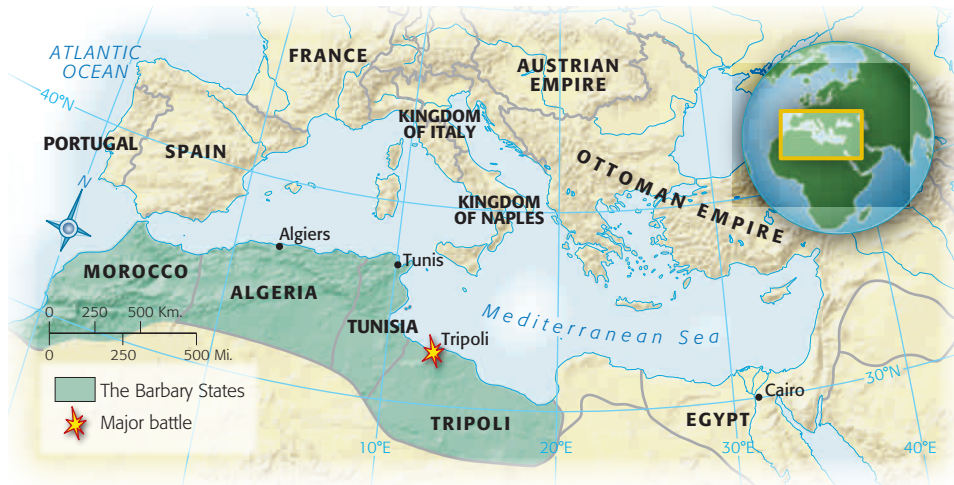 ATLANTIC
OCEAN
FRANCE
AUSTRIAN
EMPIRE
40°N
KINGDOM
OF ITALY
PORTUGAL
SPAIN
OTTOMAN EMPIRE
N
KINGDOM
OF NAPLES
Algiers
Tunis
MOROCCO
ALGERIA
0 250 500 Km.
0 250 500 Mi.
TUNISIA
Mediterranean Sea
Tripoli
The Barbary States
Major battle
TRIPOLI
EGYPT
Cairo
30°N
10°E
20°E
30°E
40°E